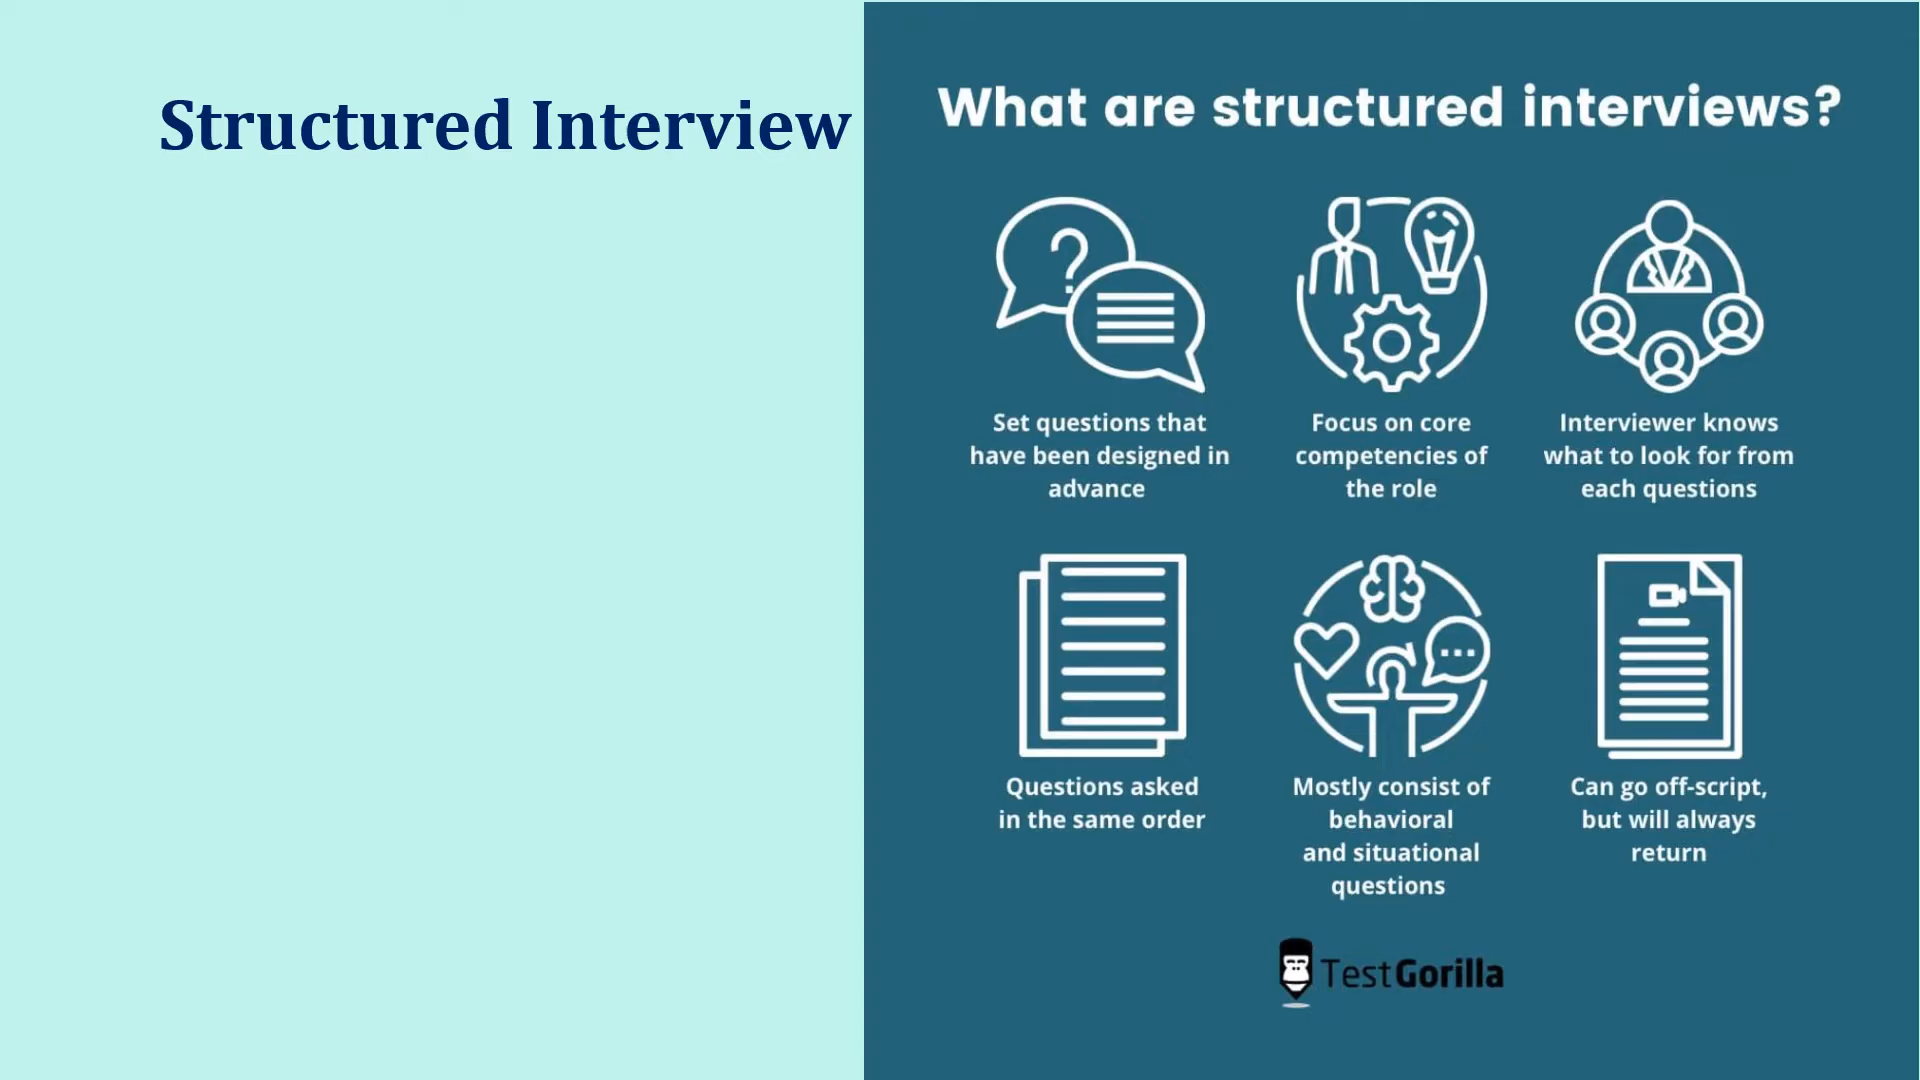 Structured Interview
What are structured interviews?
Set questions that
have been designed in
advance
Focus on core
competencies of
the role
Interviewer knows
what to look for from
each questions
Questions asked
in the same order
Mostly consist of
behavioral
and situational
questions
Can go off-script,
but will always
return
TestGorilla